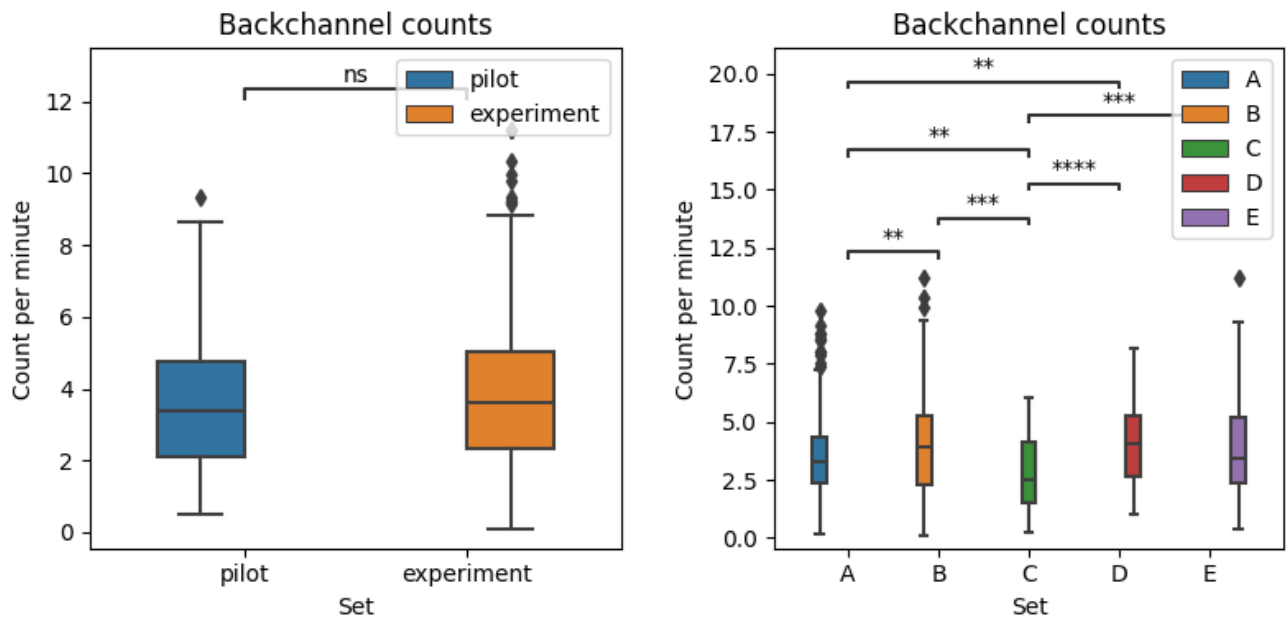 Backchannel counts
Count per minute
12
10
8
6
4
2
0
ns
pilot
experiment
pilot
experiment
Set
Backchannel counts
Count per minute
20.0
17.5
15.0
12.5
10.0
7.5
5.0
2.5
0.0
**
***
**
****
***
**
A
B
C
D
E
A
B
C
D
E
Set